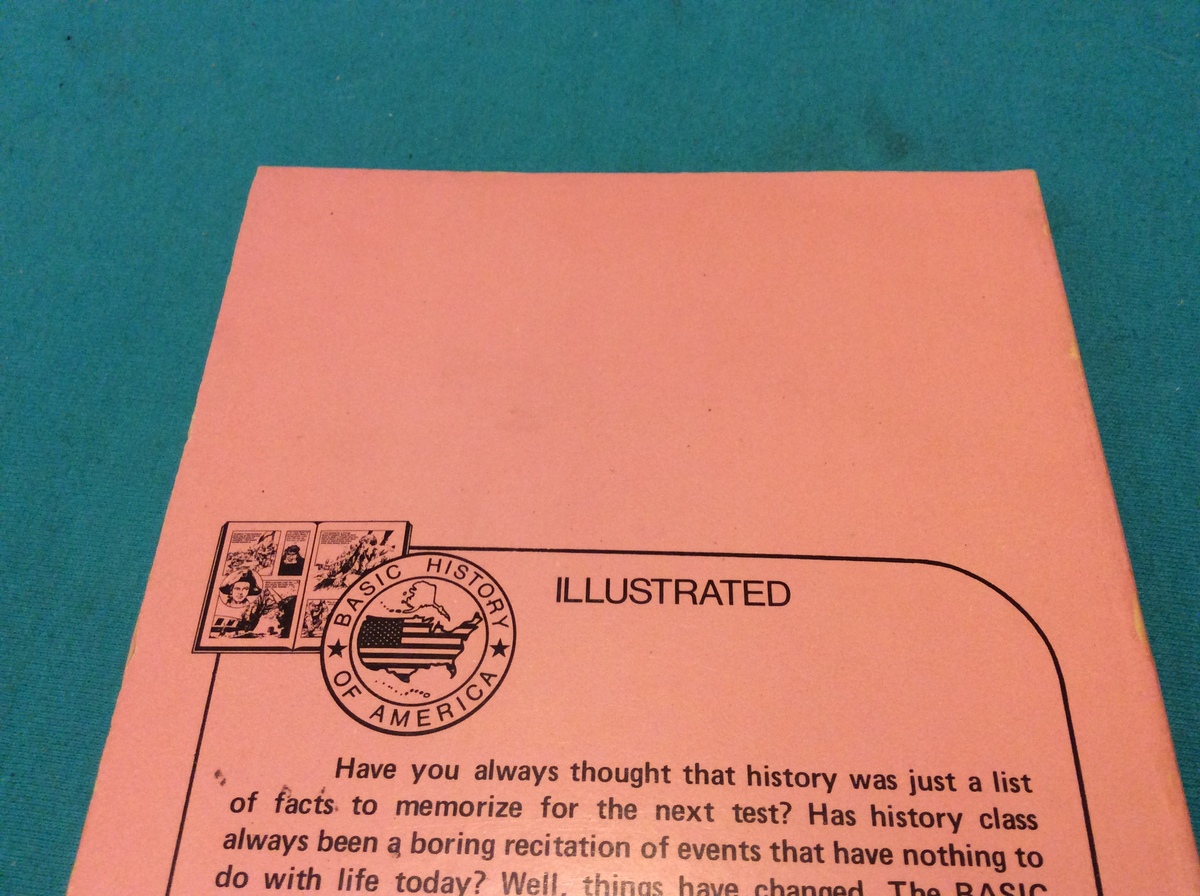 ILLUSTRATED
BASIC HISTORY
OF AMERICA
Have you always thought that history was just a list
of facts to memorize for the next test? Has history class
always been a boring recitation of events that have nothing to
do with life today? Well, things have changed. The BASIC